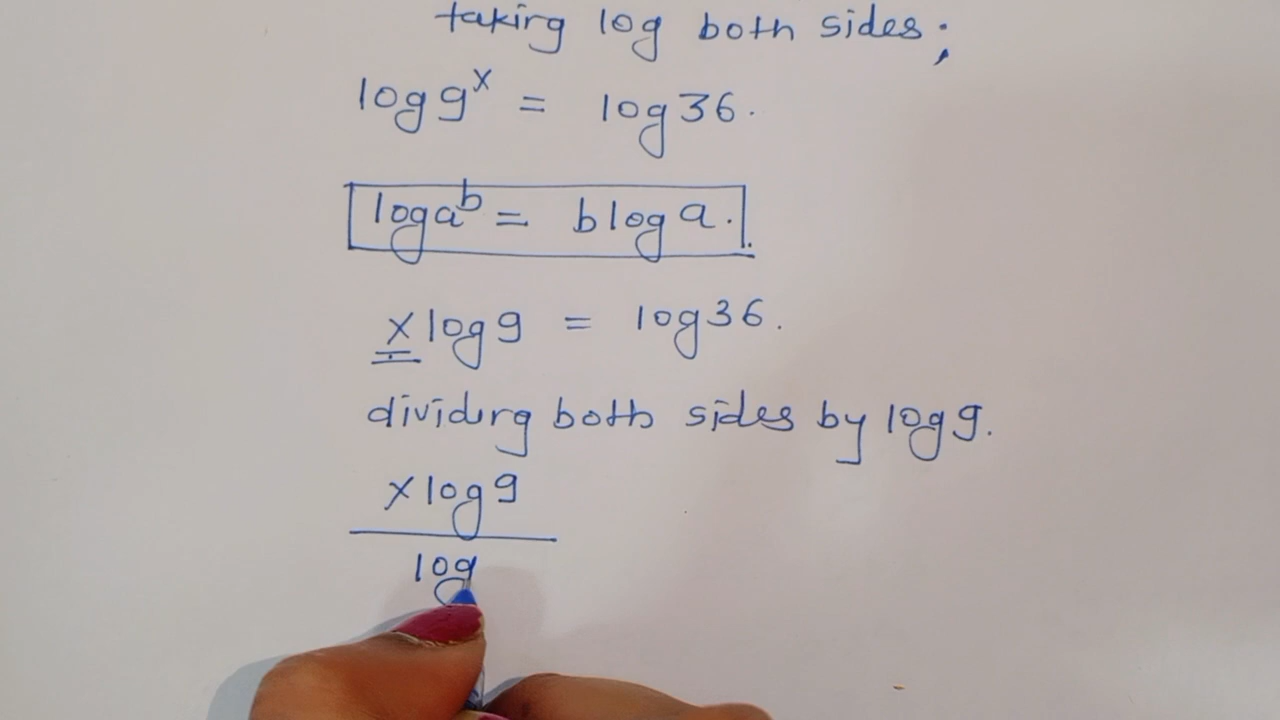 taking log both sides;
log 9^x = log 36.
log a^b = b log a.
x log 9 = log 36.
dividing both sides by log 9.
x log 9
log